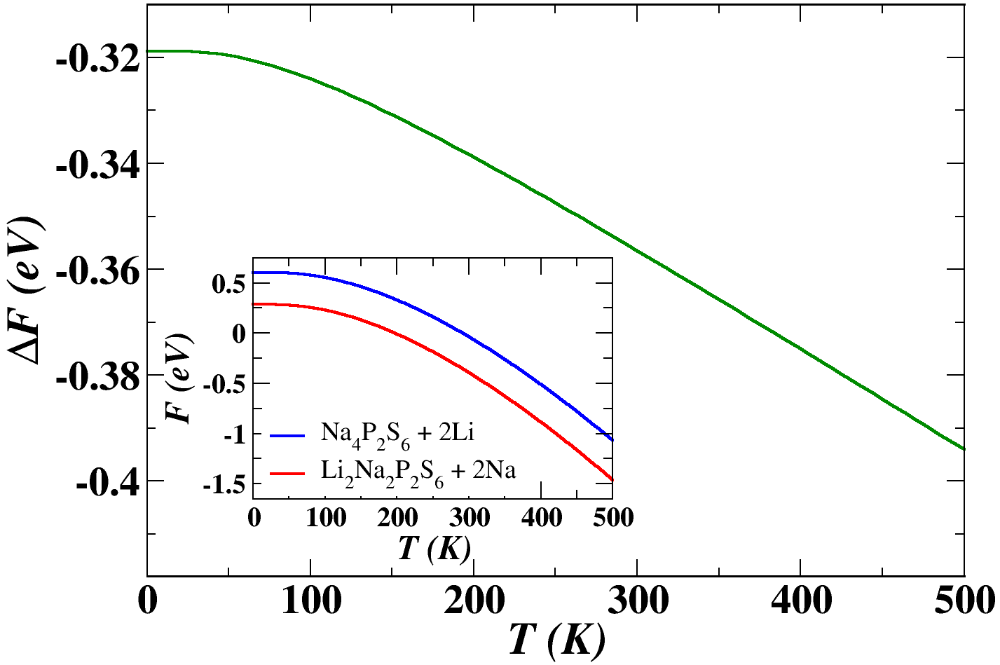 -0.32
-0.34
-0.36
-0.38
-0.4
ΔF (eV)
0 100 200 300 400 500
T (K)
0.5
0
-0.5
-1
-1.5
F (eV)
Na4P2S6 + 2Li
Li2Na2P2S6 + 2Na
0 100 200 300 400 500
T (K)